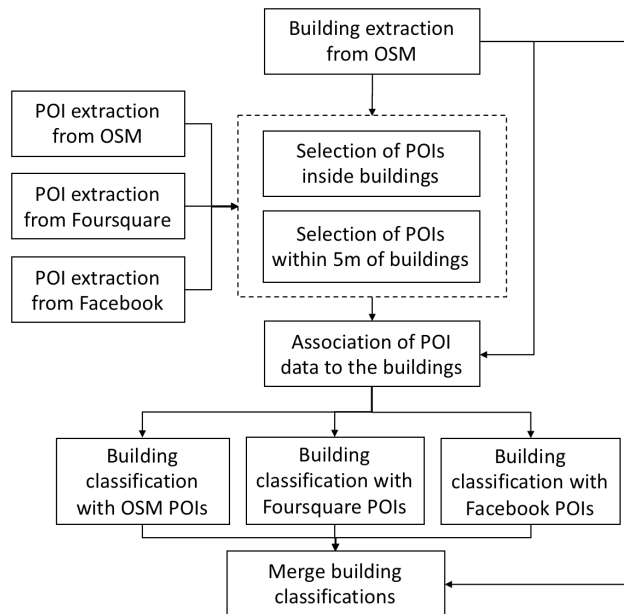 Building extraction
from OSM
POI extraction
from OSM
POI extraction
from Foursquare
POI extraction
from Facebook
Selection of POIs
inside buildings
Selection of POIs
within 5m of buildings
Association of POI
data to the buildings
Building
classification
with OSM POIs
Building
classification with
Foursquare POIs
Building
classification with
Facebook POIs
Merge building
classifications